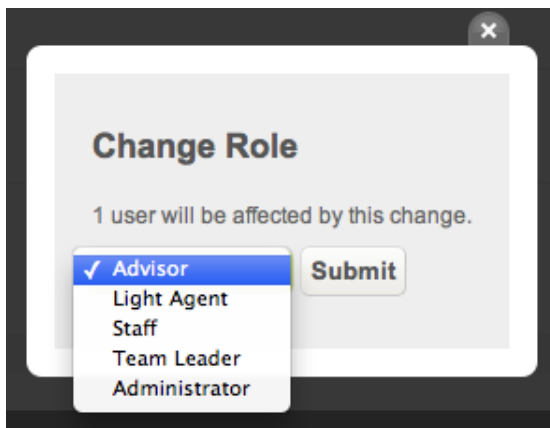 Change Role
1 user will be affected by this change.
✓ Advisor
Submit
Light Agent
Staff
Team Leader
Administrator